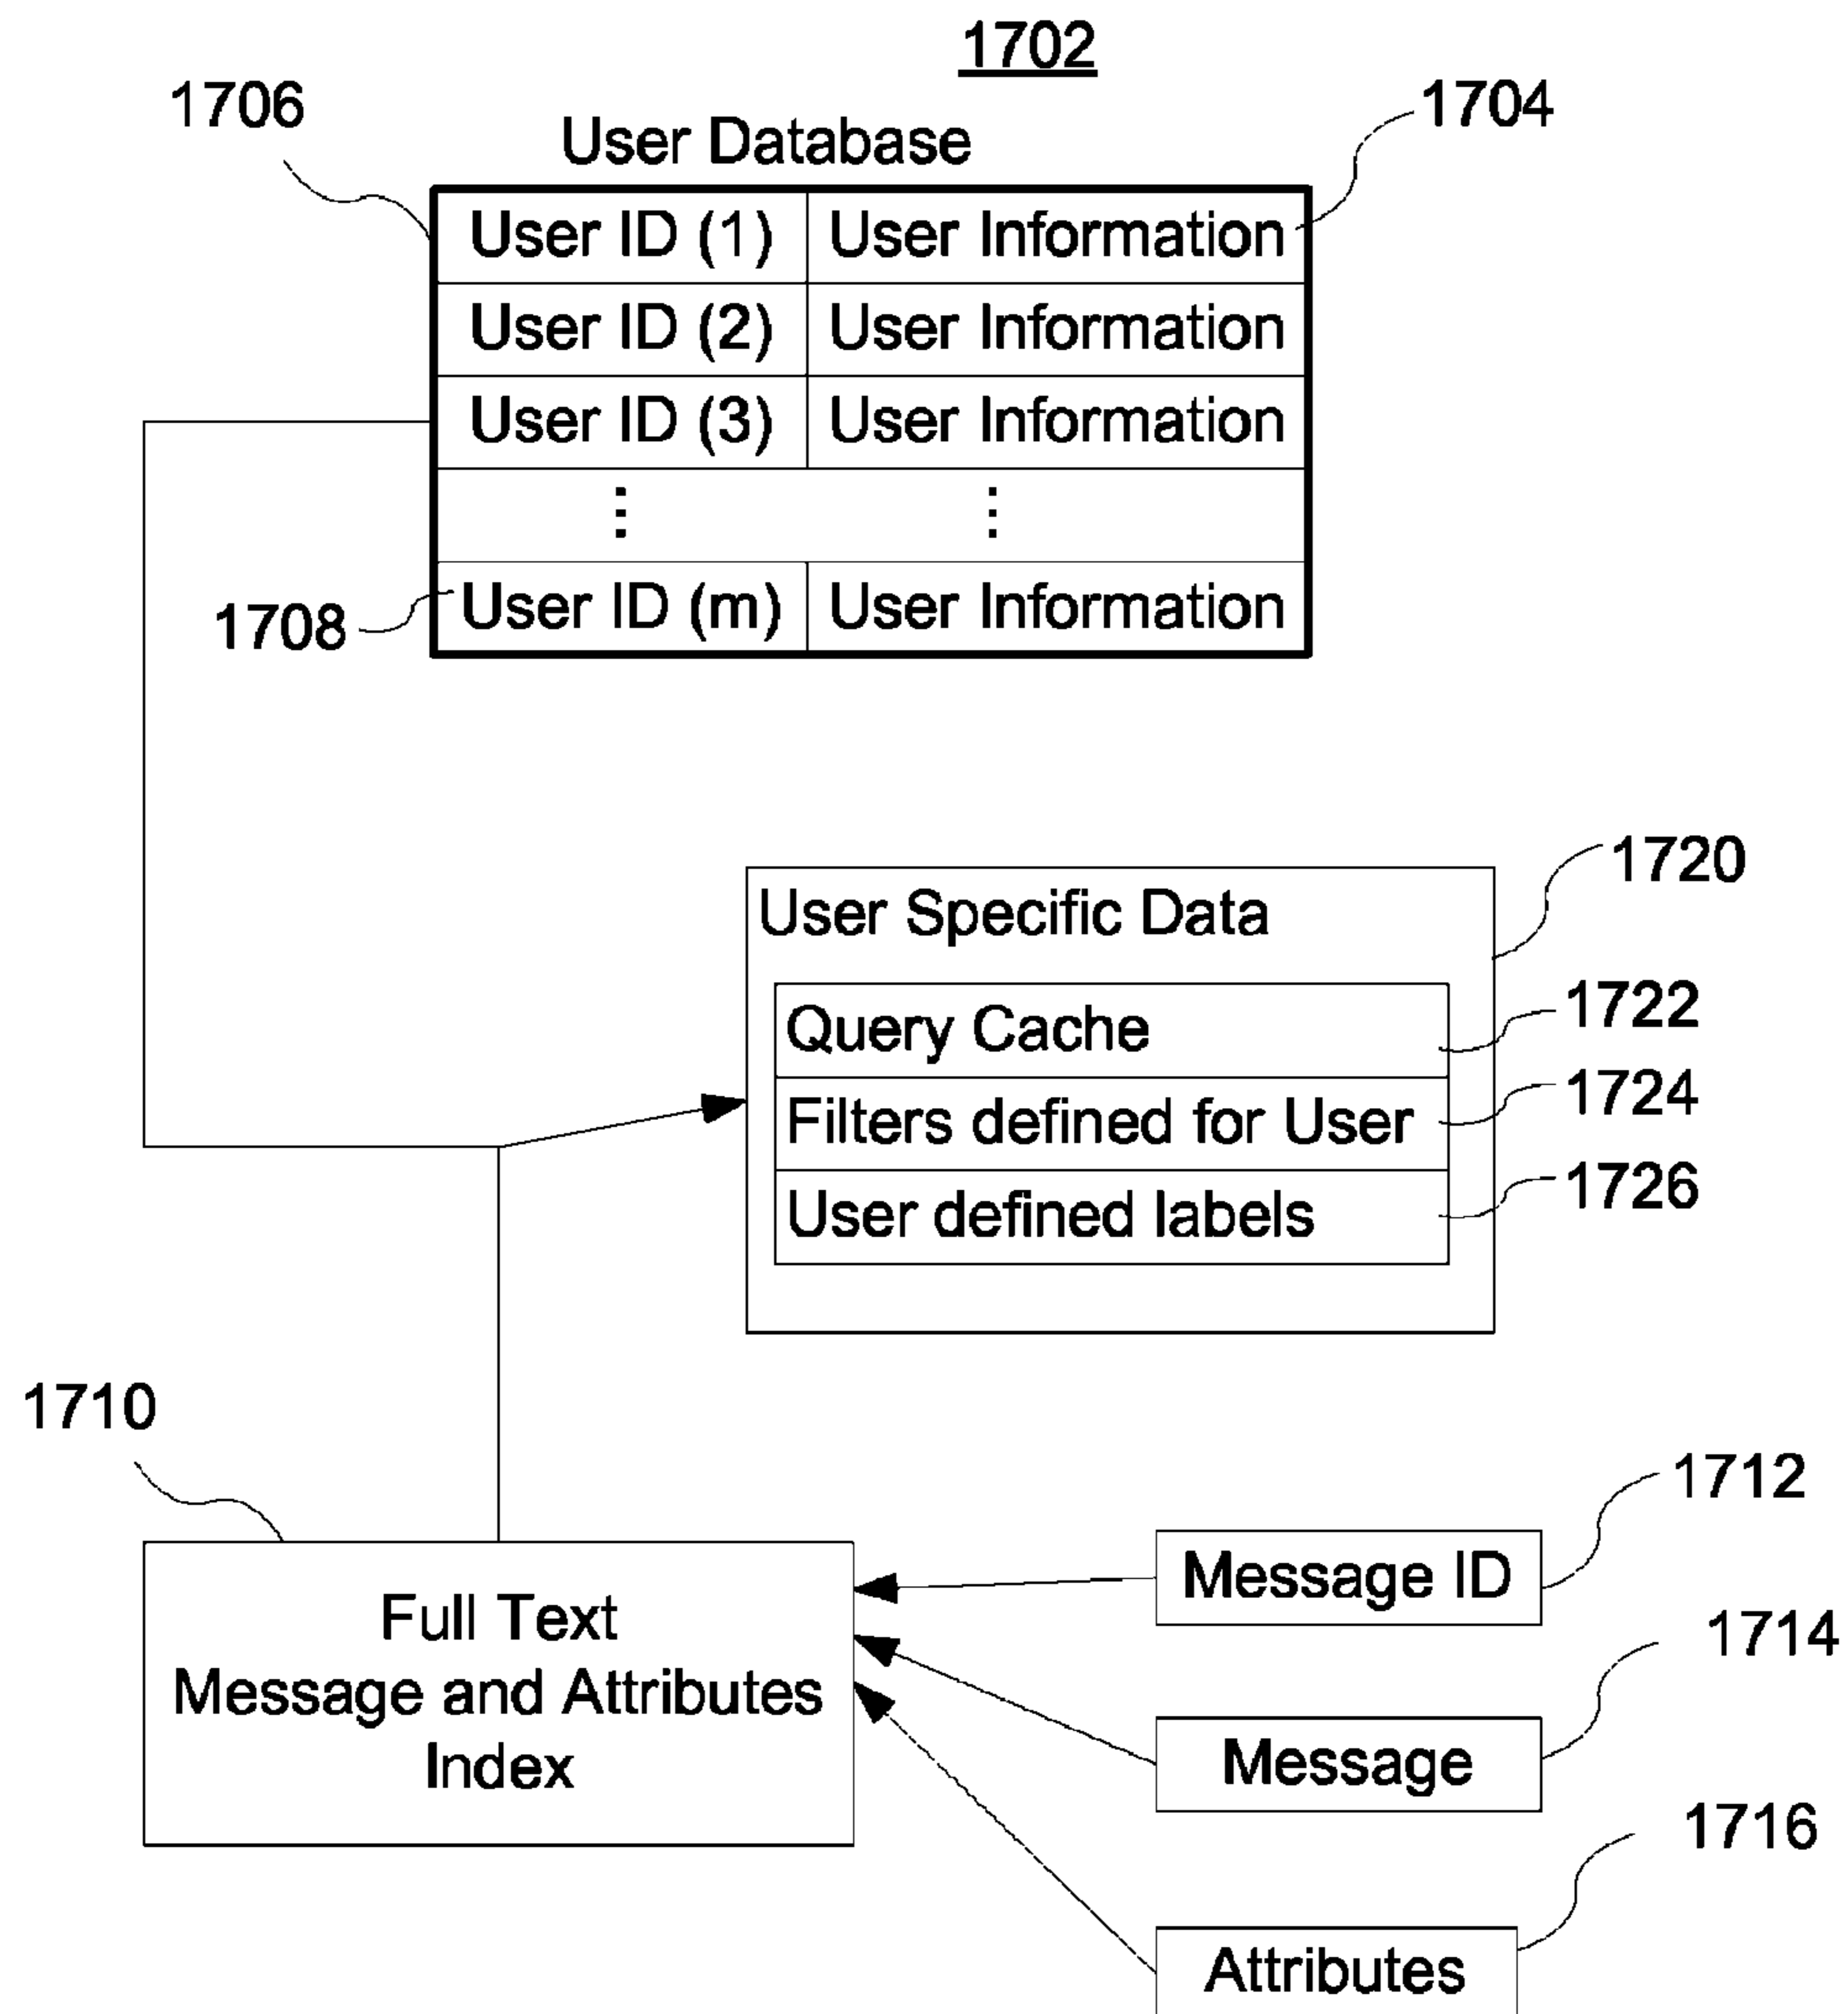 1702
1706
1704
User Database
User ID (1) User Information
User ID (2) User Information
User ID (3) User Information
⋮ ⋮
1708
User ID (m) User Information
1720
User Specific Data
Query Cache
1722
Filters defined for User
1724
User defined labels
1726
1710
Full Text
Message and Attributes
Index
1712
Message ID
1714
Message
1716
Attributes